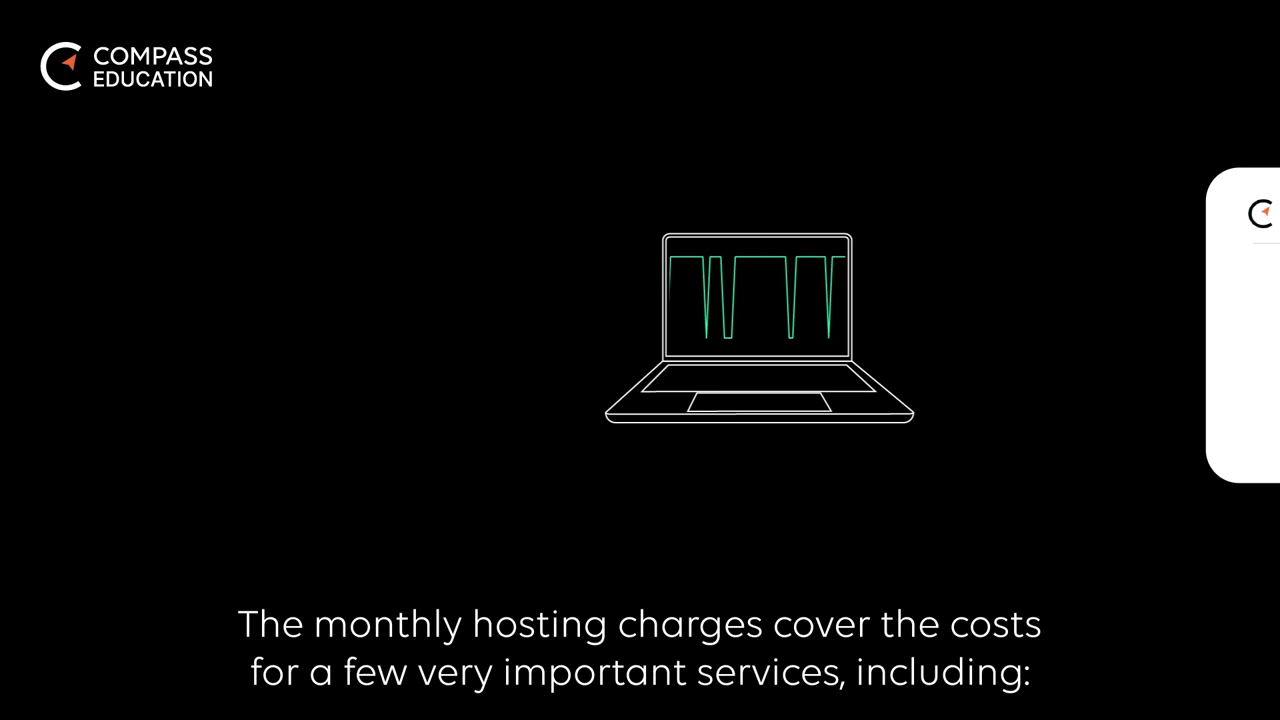 COMPASS
EDUCATION
The monthly hosting charges cover the costs
for a few very important services, including: